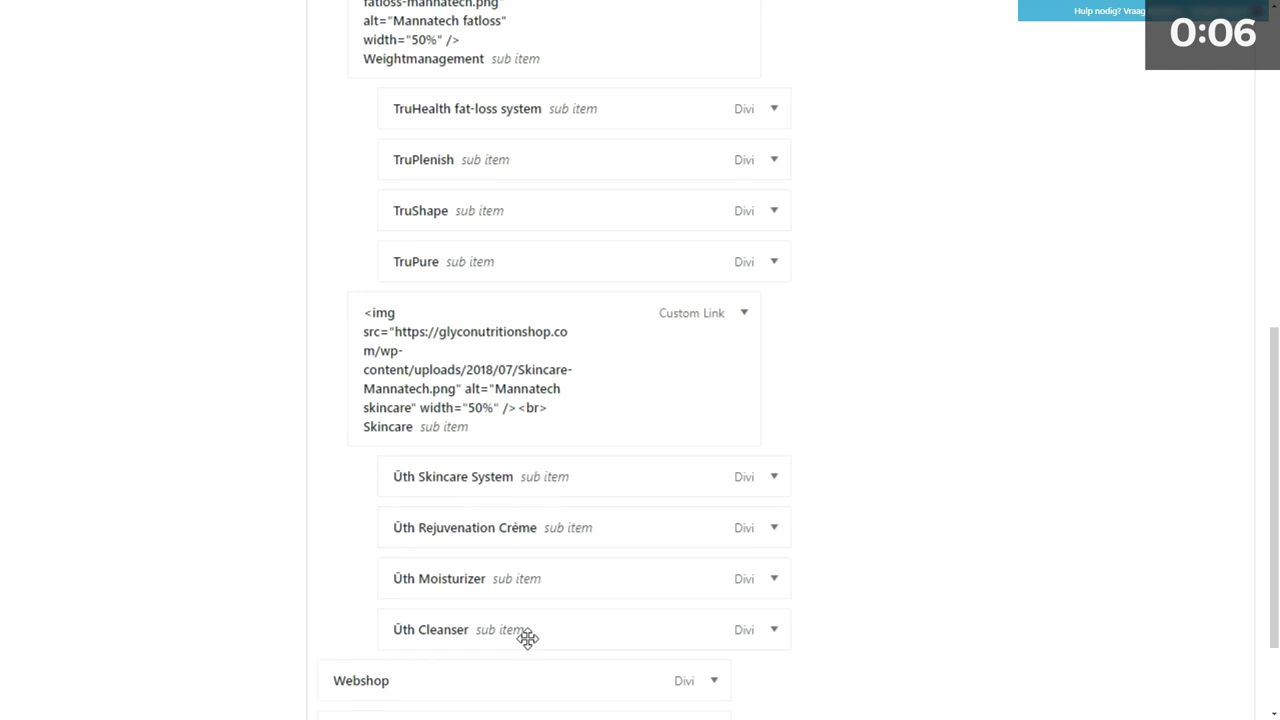 fatloss-mannatech.png"
alt="Mannatech fatloss"
width="50%" />
Weightmanagement sub item
Hulp nodig? Vraag
0:06
TruHealth fat-loss system sub item Divi
TruPlenish sub item Divi
TruShape sub item Divi
TruPure sub item Divi
<img Custom Link
src="https://glyconutritionshop.co
m/wp-
content/uploads/2018/07/Skincare-
Mannatech.png" alt="Mannatech
skincare" width="50%" /><br>
Skincare sub item
Ūth Skincare System sub item Divi
Ūth Rejuvenation Crème sub item Divi
Ūth Moisturizer sub item Divi
Ūth Cleanser sub item Divi
Webshop Divi